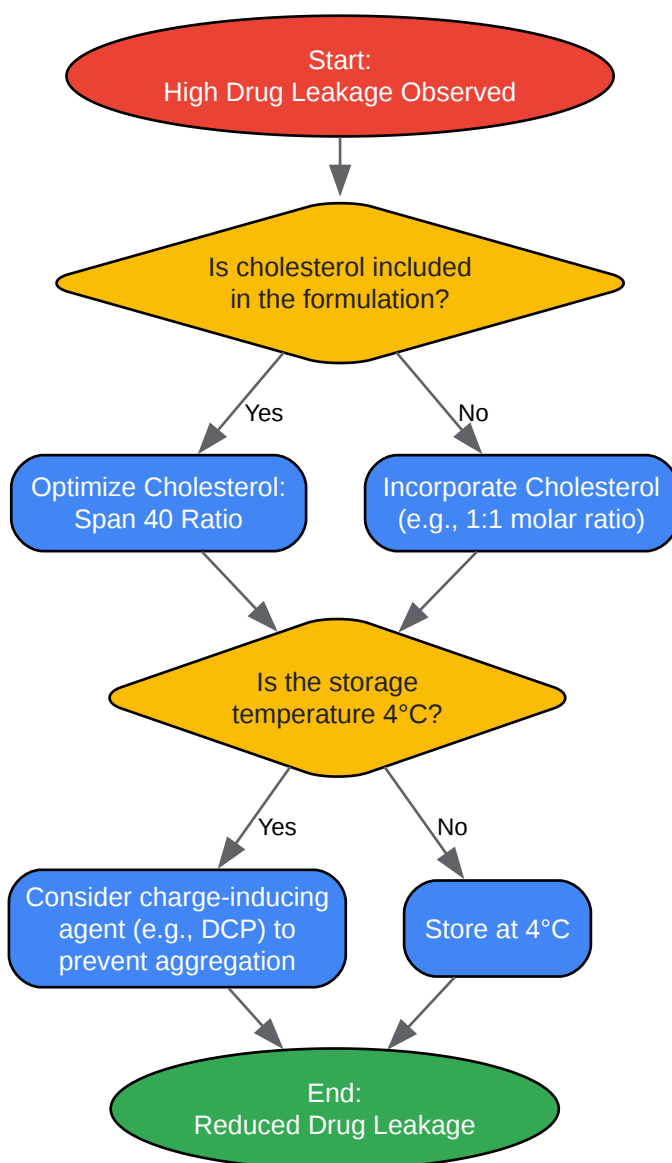 Start:
High Drug Leakage Observed
Is cholesterol included
in the formulation?
Yes
No
Optimize Cholesterol:
Span 40 Ratio
Incorporate Cholesterol
(e.g., 1:1 molar ratio)
Is the storage
temperature 4°C?
Yes
No
Consider charge-inducing
agent (e.g., DCP) to
prevent aggregation
Store at 4°C
End:
Reduced Drug Leakage